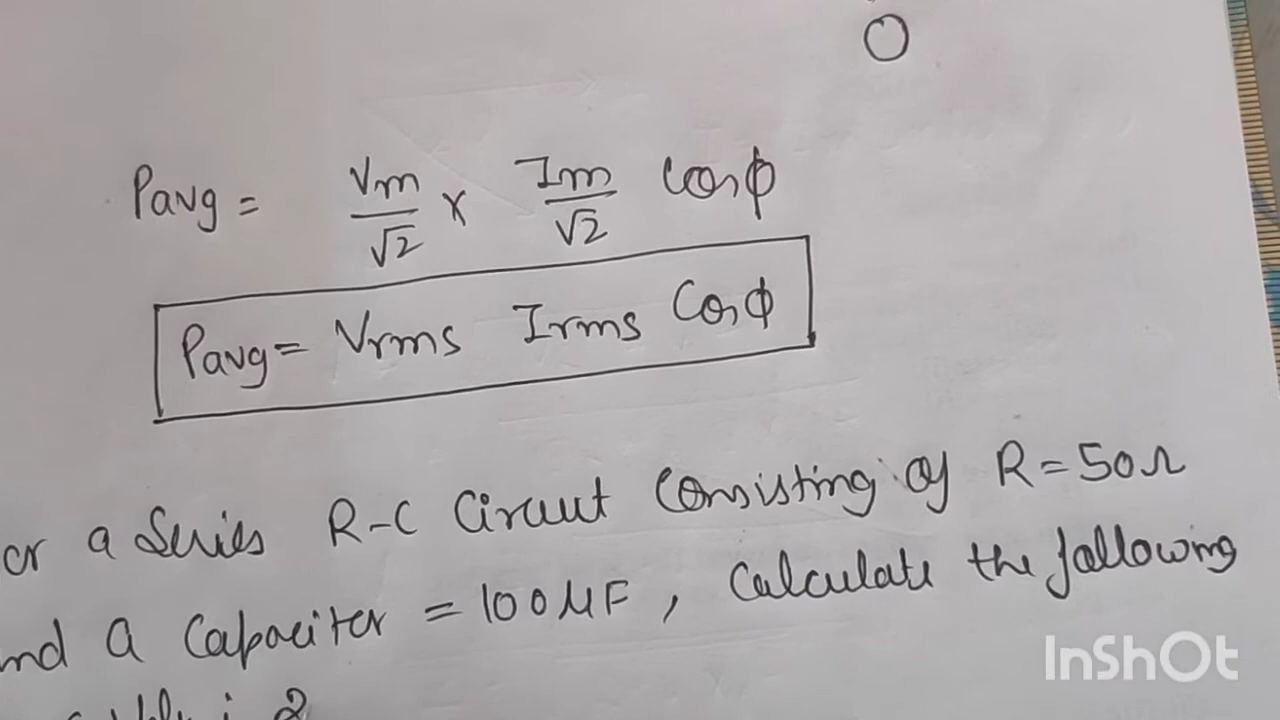 O
Pavg = Vm/√2 x Im/√2 Cosϕ
Pavg = Vrms Irms Cosϕ
or a Series R-C Circuit Consisting of R=50Ω
nd a Capacitor = 100µF, Calculate the following
InShOt